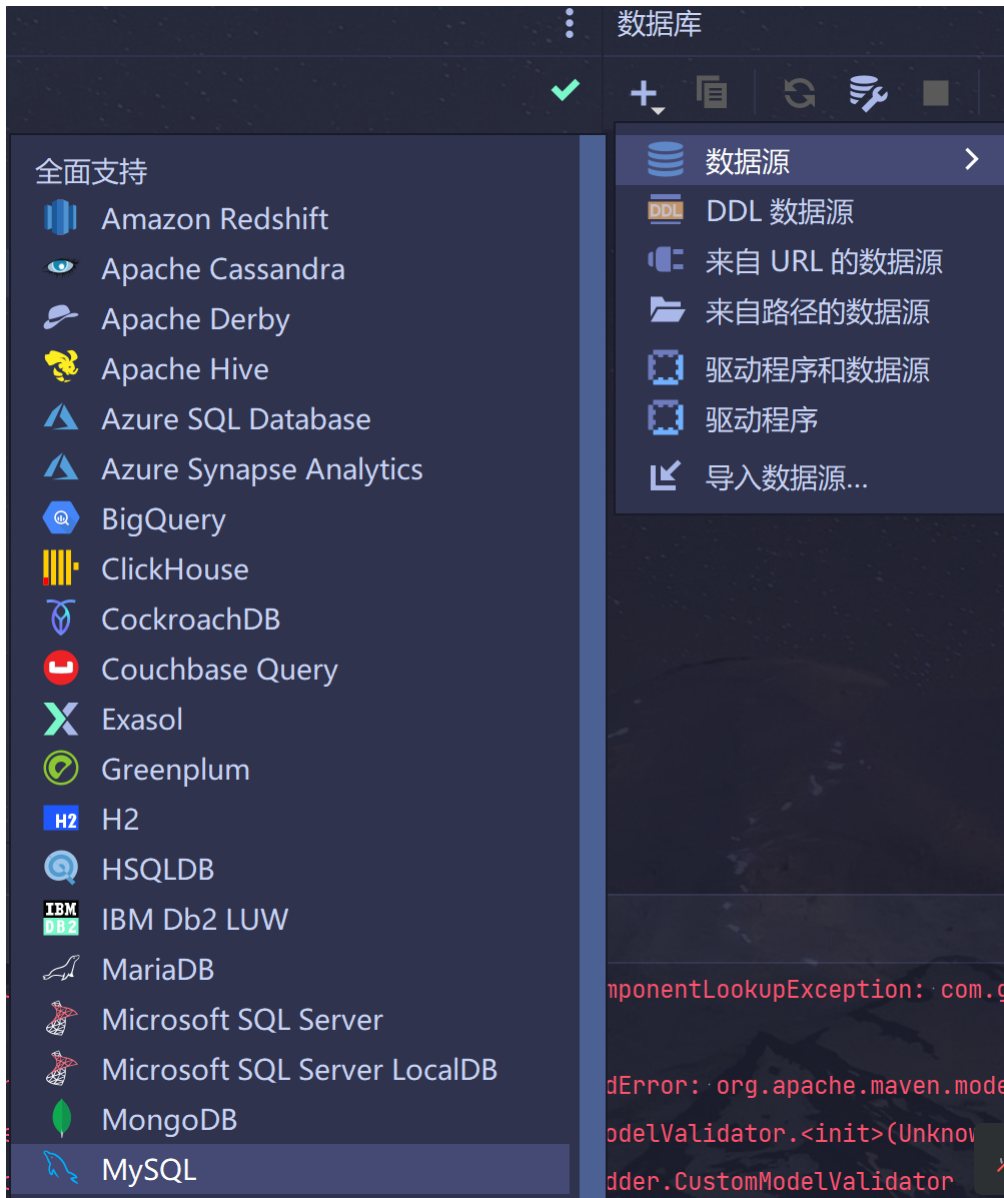 数据库
全面支持
Amazon Redshift
Apache Cassandra
Apache Derby
Apache Hive
Azure SQL Database
Azure Synapse Analytics
BigQuery
ClickHouse
CockroachDB
Couchbase Query
Exasol
Greenplum
H2
H2
HSQLDB
IBM
DB2
IBM Db2 LUW
MariaDB
Microsoft SQL Server
Microsoft SQL Server LocalDB
MongoDB
MySQL
数据源
DDL
DDL 数据源
来自 URL 的数据源
来自路径的数据源
驱动程序和数据源
驱动程序
导入数据源...
mponentLookupException: com.g
dError: org.apache.maven.mode
odelValidator.<init>(Unknow
dder.CustomModelValidator